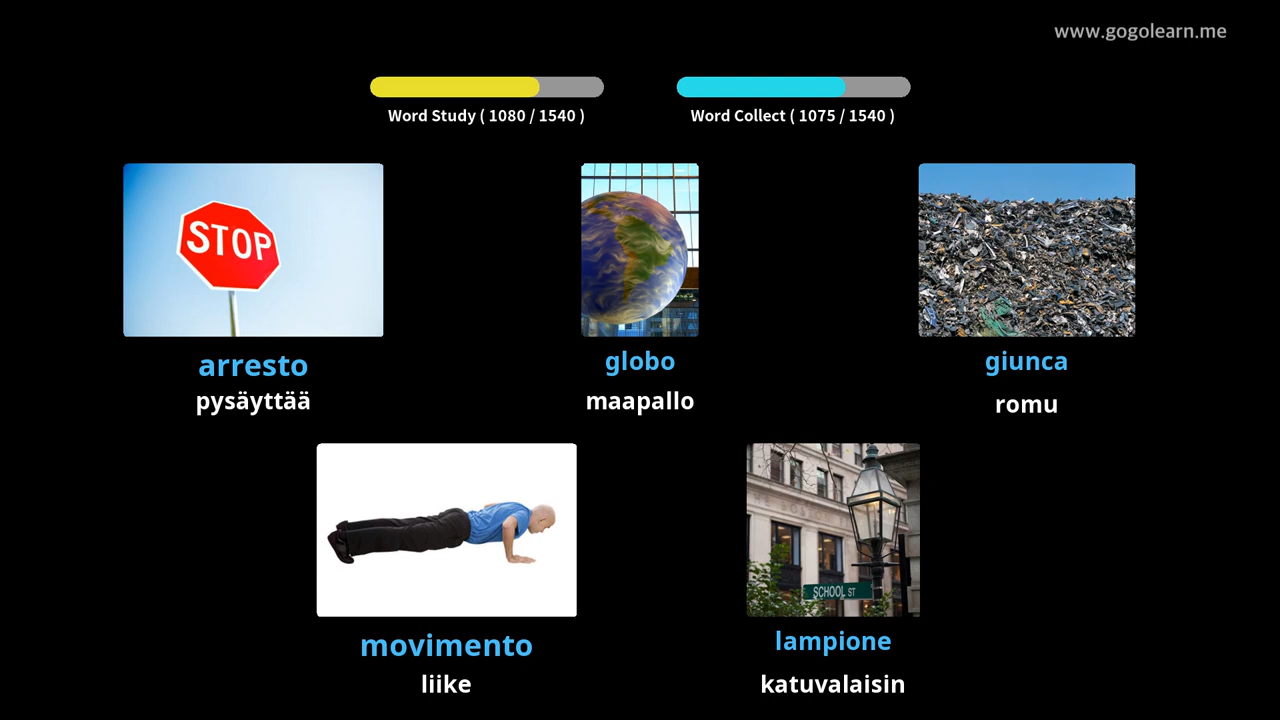 www.gogolearn.me
Word Study ( 1080 / 1540 )
Word Collect ( 1075 / 1540 )
STOP
arresto
pysäyttää
globo
maapallo
giunca
romu
SCHOOL ST
movimento
liike
lampione
katuvalaisin